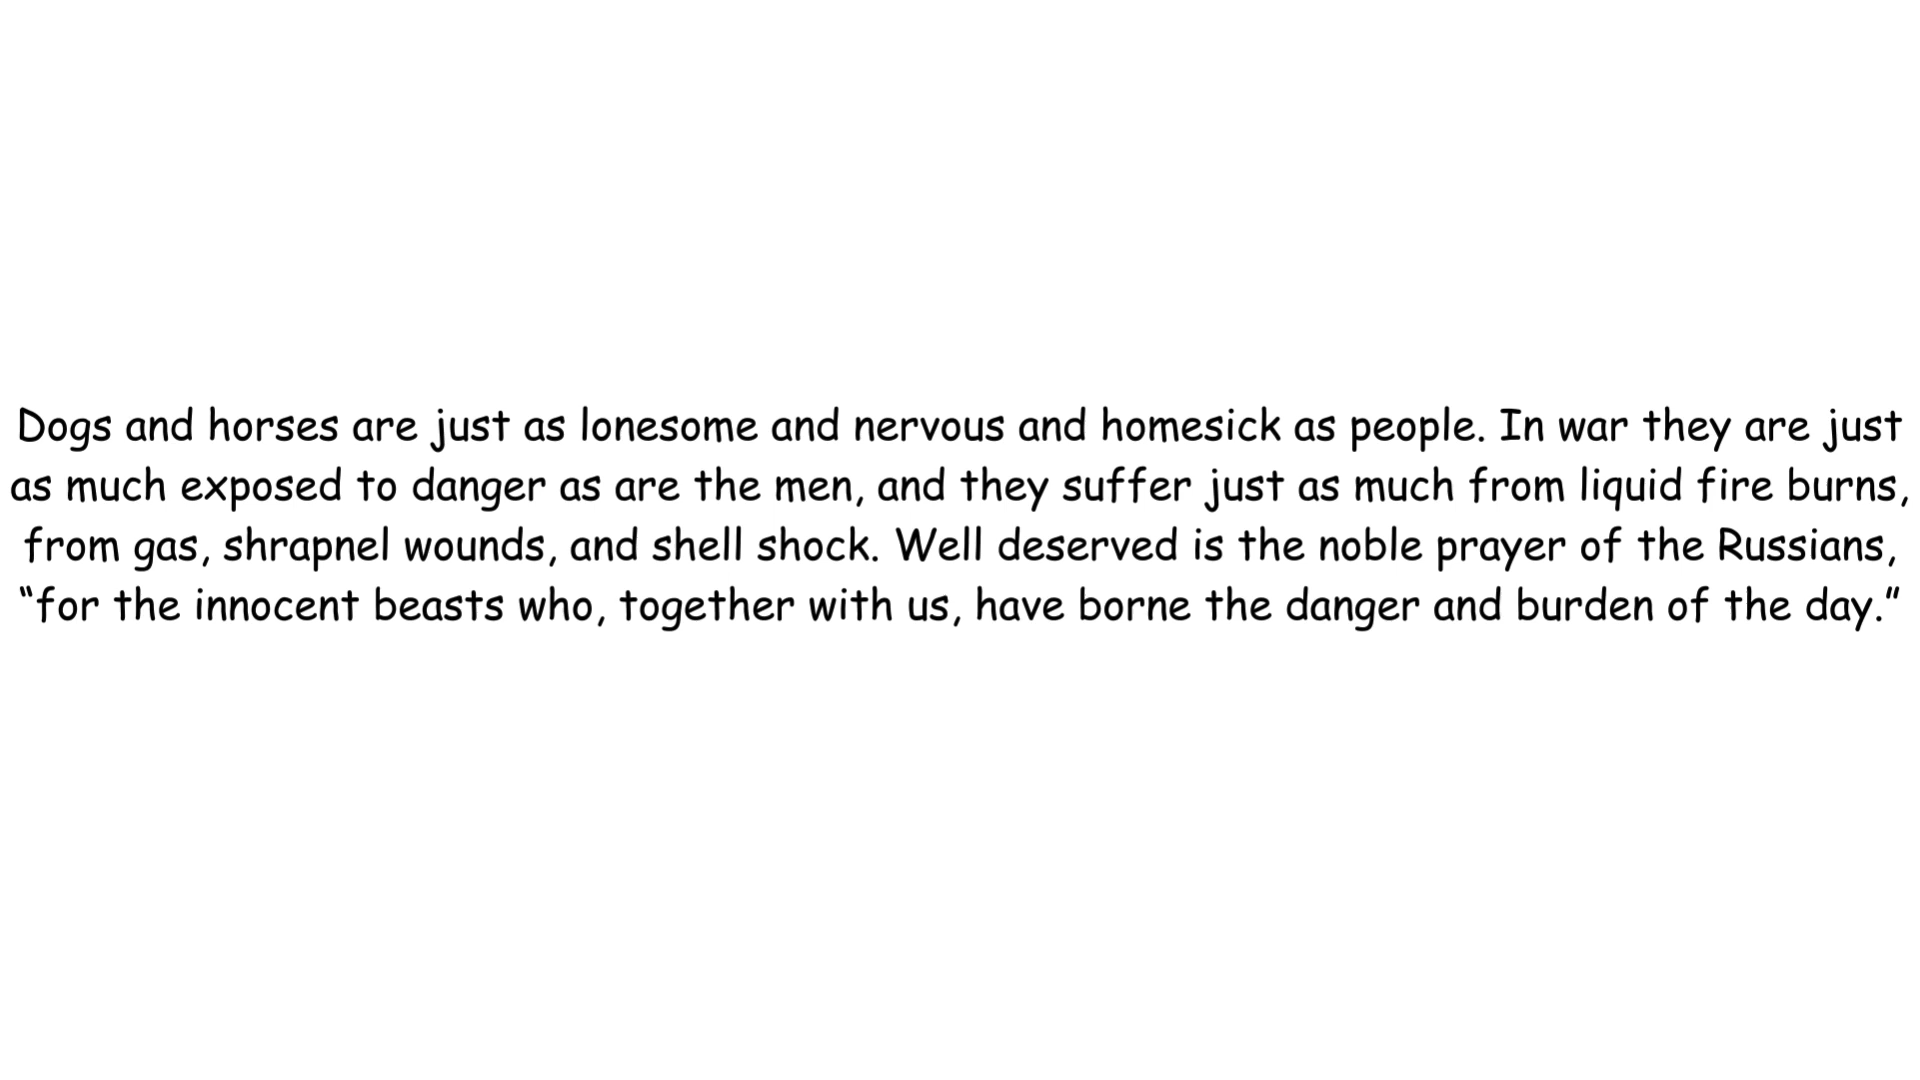 Dogs and horses are just as lonesome and nervous and homesick as people. In war they are just
as much exposed to danger as are the men, and they suffer just as much from liquid fire burns,
from gas, shrapnel wounds, and shell shock. Well deserved is the noble prayer of the Russians,
“for the innocent beasts who, together with us, have borne the danger and burden of the day.”